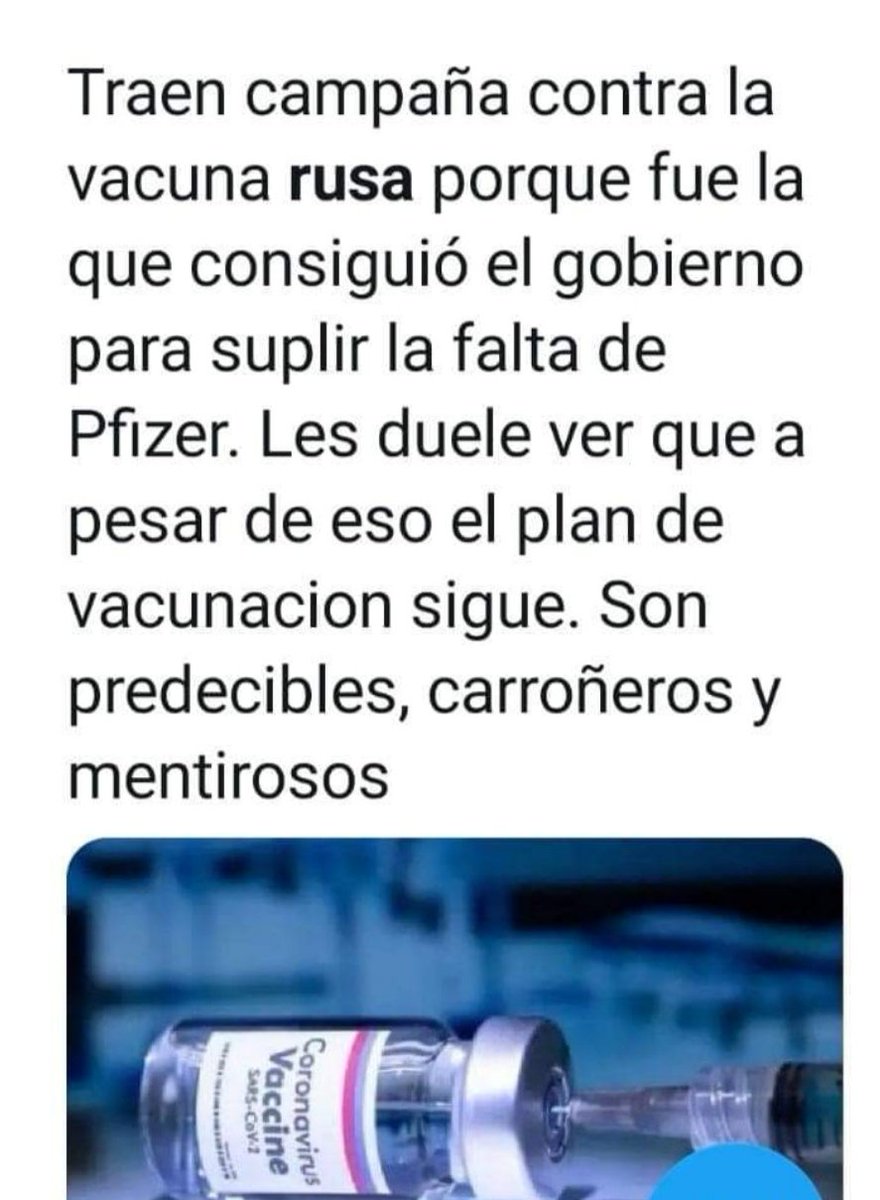 Traen campaña contra la
vacuna rusa porque fue la
que consiguió el gobierno
para suplir la falta de
Pfizer. Les duele ver que a
pesar de eso el plan de
vacunacion sigue. Son
predecibles, carroñeros y
mentirosos
Coronavirus
Vaccine
SARS-CoV-2